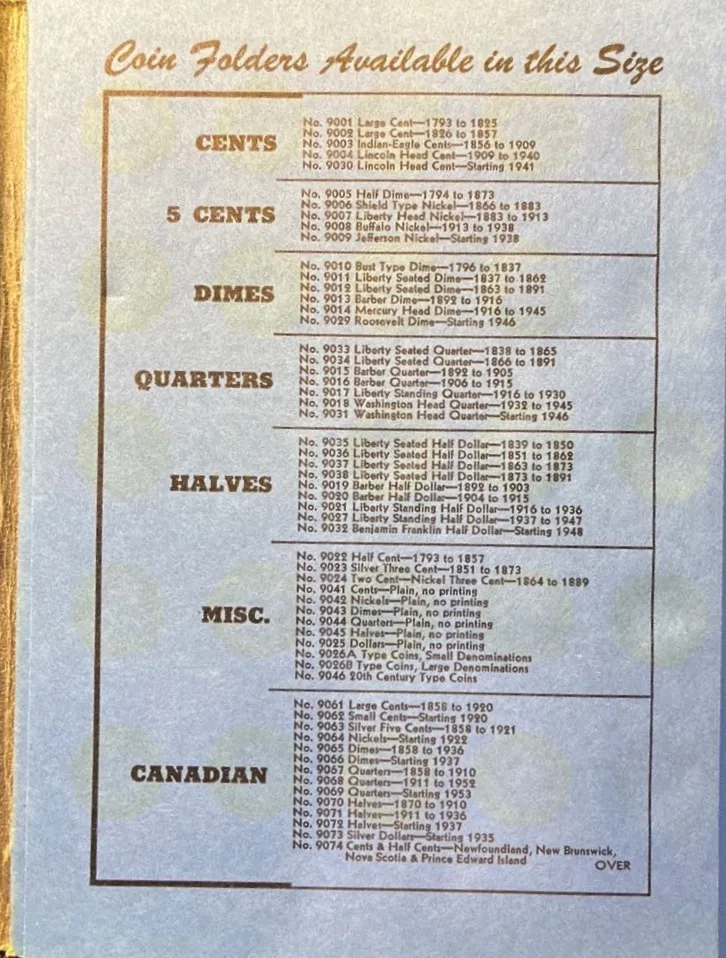 Coin Folders Available in this Size
CENTS
No. 9001 Large Cent—1793 to 1825
No. 9002 Large Cent—1826 to 1857
No. 9003 Indian-Eagle Cents—1856 to 1909
No. 9004 Lincoln Head Cent—1909 to 1940
No. 9030 Lincoln Head Cent—Starting 1941
5 CENTS
No. 9005 Half Dime—1794 to 1873
No. 9006 Shield Type Nickel—1866 to 1883
No. 9007 Liberty Head Nickel—1883 to 1913
No. 9008 Buffalo Nickel—1913 to 1938
No. 9009 Jefferson Nickel—Starting 1938
DIMES
No. 9010 Bust Type Dime—1796 to 1837
No. 9011 Liberty Seated Dime—1837 to 1862
No. 9012 Liberty Seated Dime—1863 to 1891
No. 9013 Barber Dime—1892 to 1916
No. 9014 Mercury Head Dime—1916 to 1945
No. 9029 Roosevelt Dime—Starting 1946
QUARTERS
No. 9033 Liberty Seated Quarter—1838 to 1865
No. 9034 Liberty Seated Quarter—1866 to 1891
No. 9015 Barber Quarter—1892 to 1905
No. 9016 Barber Quarter—1906 to 1915
No. 9017 Liberty Standing Quarter—1916 to 1930
No. 9018 Washington Head Quarter—1932 to 1945
No. 9031 Washington Head Quarter—Starting 1946
HALVES
No. 9035 Liberty Seated Half Dollar—1839 to 1850
No. 9036 Liberty Seated Half Dollar—1851 to 1862
No. 9037 Liberty Seated Half Dollar—1863 to 1873
No. 9038 Liberty Seated Half Dollar—1873 to 1891
No. 9019 Barber Half Dollar—1892 to 1903
No. 9020 Barber Half Dollar—1904 to 1915
No. 9021 Liberty Standing Half Dollar—1916 to 1936
No. 9027 Liberty Standing Half Dollar—1937 to 1947
No. 9032 Benjamin Franklin Half Dollar—Starting 1948
MISC.
No. 9022 Half Cent—1793 to 1857
No. 9023 Silver Three Cent—1851 to 1873
No. 9024 Two Cent—Nickel Three Cent—1864 to 1889
No. 9041 Cents—Plain, no printing
No. 9042 Nickels—Plain, no printing
No. 9043 Dimes—Plain, no printing
No. 9044 Quarters—Plain, no printing
No. 9045 Halves—Plain, no printing
No. 9025 Dollars—Plain, no printing
No. 9026A Type Coins, Small Denominations
No. 9026B Type Coins, Large Denominations
No. 9046 20th Century Type Coins
CANADIAN
No. 9061 Large Cents—1858 to 1920
No. 9062 Small Cents—Starting 1920
No. 9063 Silver Five Cents—1858 to 1921
No. 9064 Nickels—Starting 1922
No. 9065 Dimes—1858 to 1936
No. 9066 Dimes—Starting 1937
No. 9067 Quarters—1858 to 1910
No. 9068 Quarters—1911 to 1952
No. 9069 Quarters—Starting 1953
No. 9070 Halves—1870 to 1910
No. 9071 Halves—1911 to 1936
No. 9072 Halves—Starting 1937
No. 9073 Silver Dollars—Starting 1935
No. 9074 Cents & Half Cents—Newfoundland, New Brunswick,
Nova Scotia & Prince Edward Island
OVER